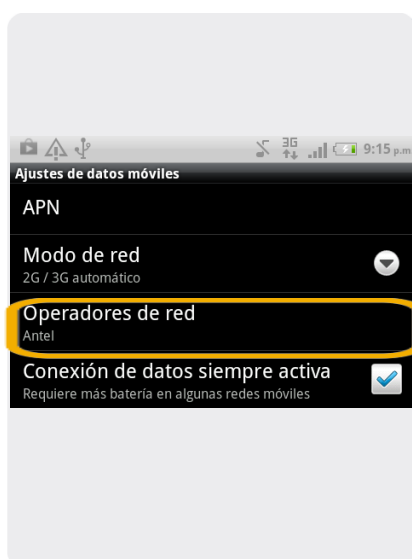 3G
9:15 p.m
Ajustes de datos móviles
APN
Modo de red
2G / 3G automático
Operadores de red
Antel
Conexión de datos siempre activa
Requiere más batería en algunas redes móviles